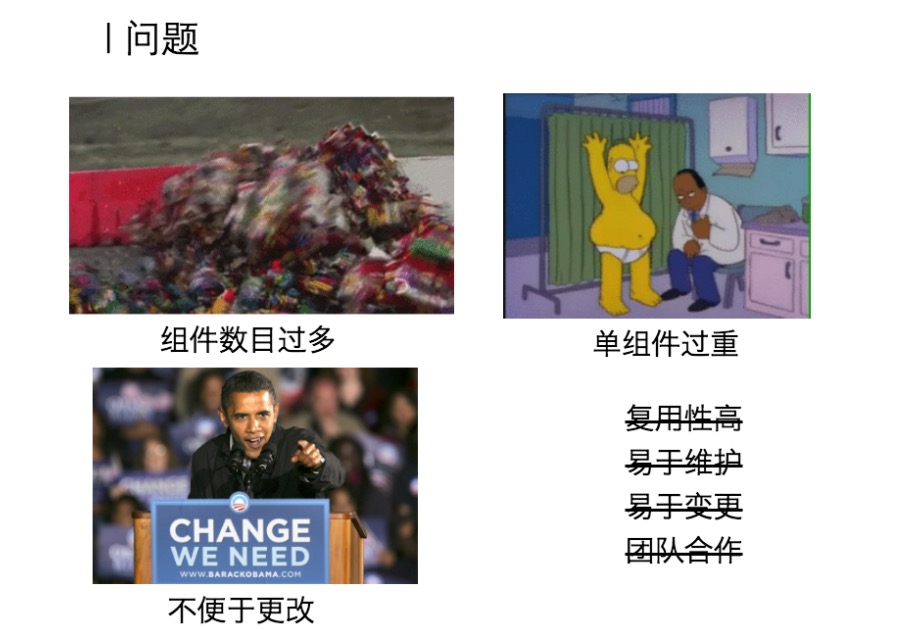 | 问题
组件数目过多
单组件过重
CHANGE
WE NEED
WWW.BARACKOBAMA.COM
不便于更改
复用性高
易于维护
易于变更
团队合作